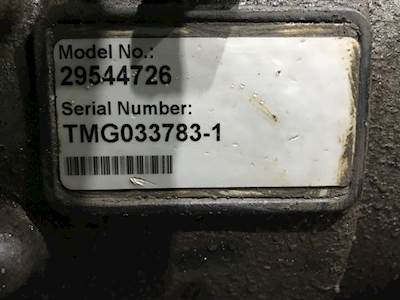 Model No.:
29544726
Serial Number:
TMG033783-1